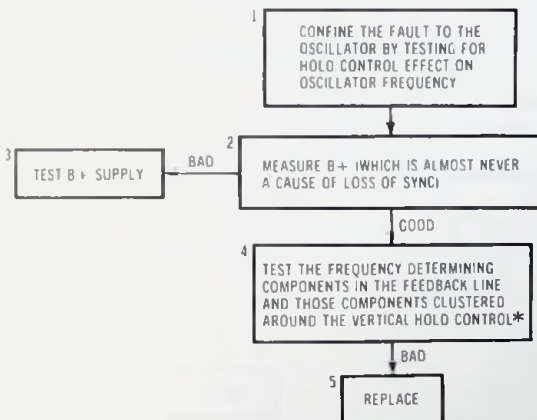 1
CONFINE THE FAULT TO THE
OSCILLATOR BY TESTING FOR
HOLD CONTROL EFFECT ON
OSCILLATOR FREQUENCY
2
MEASURE B+ (WHICH IS ALMOST NEVER
A CAUSE OF LOSS OF SYNC)
BAD
3
TEST B+ SUPPLY
GOOD
4
TEST THE FREQUENCY DETERMINING
COMPONENTS IN THE FEEDBACK LINE
AND THOSE COMPONENTS CLUSTERED
AROUND THE VERTICAL HOLD CONTROL*
BAD
5
REPLACE